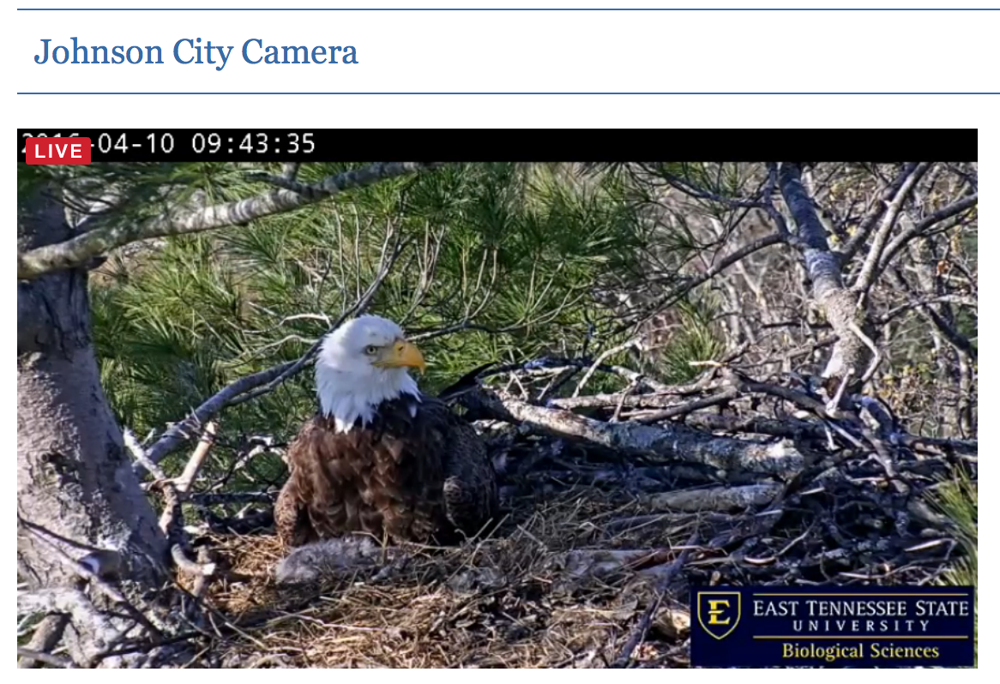 Johnson City Camera
LIVE
-04-10 09:43:35
E
EAST TENNESSEE STATE
UNIVERSITY
Biological Sciences